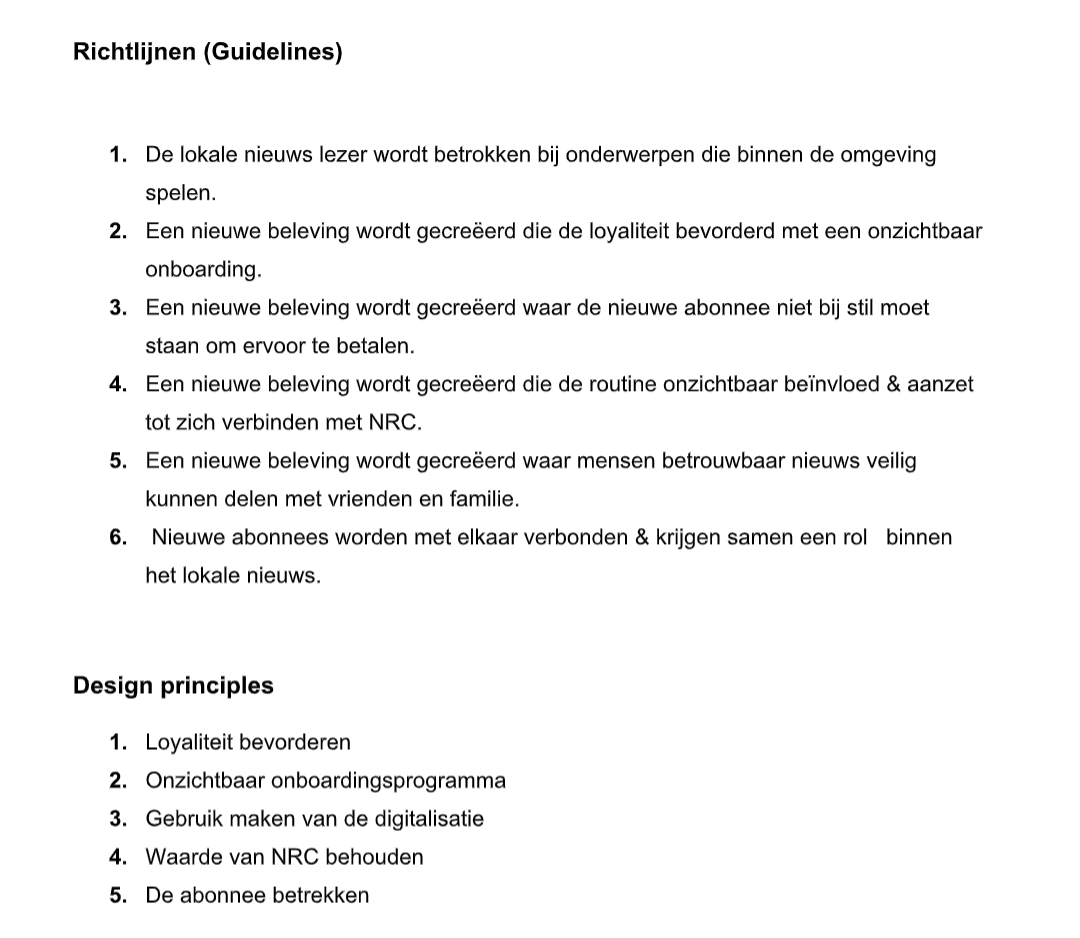 Richtlijnen (Guidelines)
1. De lokale nieuws lezer wordt betrokken bij onderwerpen die binnen de omgeving
spelen.
2. Een nieuwe beleving wordt gecreëerd die de loyaliteit bevorderd met een onzichtbaar
onboarding.
3. Een nieuwe beleving wordt gecreëerd waar de nieuwe abonnee niet bij stil moet
staan om ervoor te betalen.
4. Een nieuwe beleving wordt gecreëerd die de routine onzichtbaar beïnvloed & aanzet
tot zich verbinden met NRC.
5. Een nieuwe beleving wordt gecreëerd waar mensen betrouwbaar nieuws veilig
kunnen delen met vrienden en familie.
6. Nieuwe abonnees worden met elkaar verbonden & krijgen samen een rol binnen
het lokale nieuws.
Design principles
1. Loyaliteit bevorderen
2. Onzichtbaar onboardingsprogramma
3. Gebruik maken van de digitalisatie
4. Waarde van NRC behouden
5. De abonnee betrekken